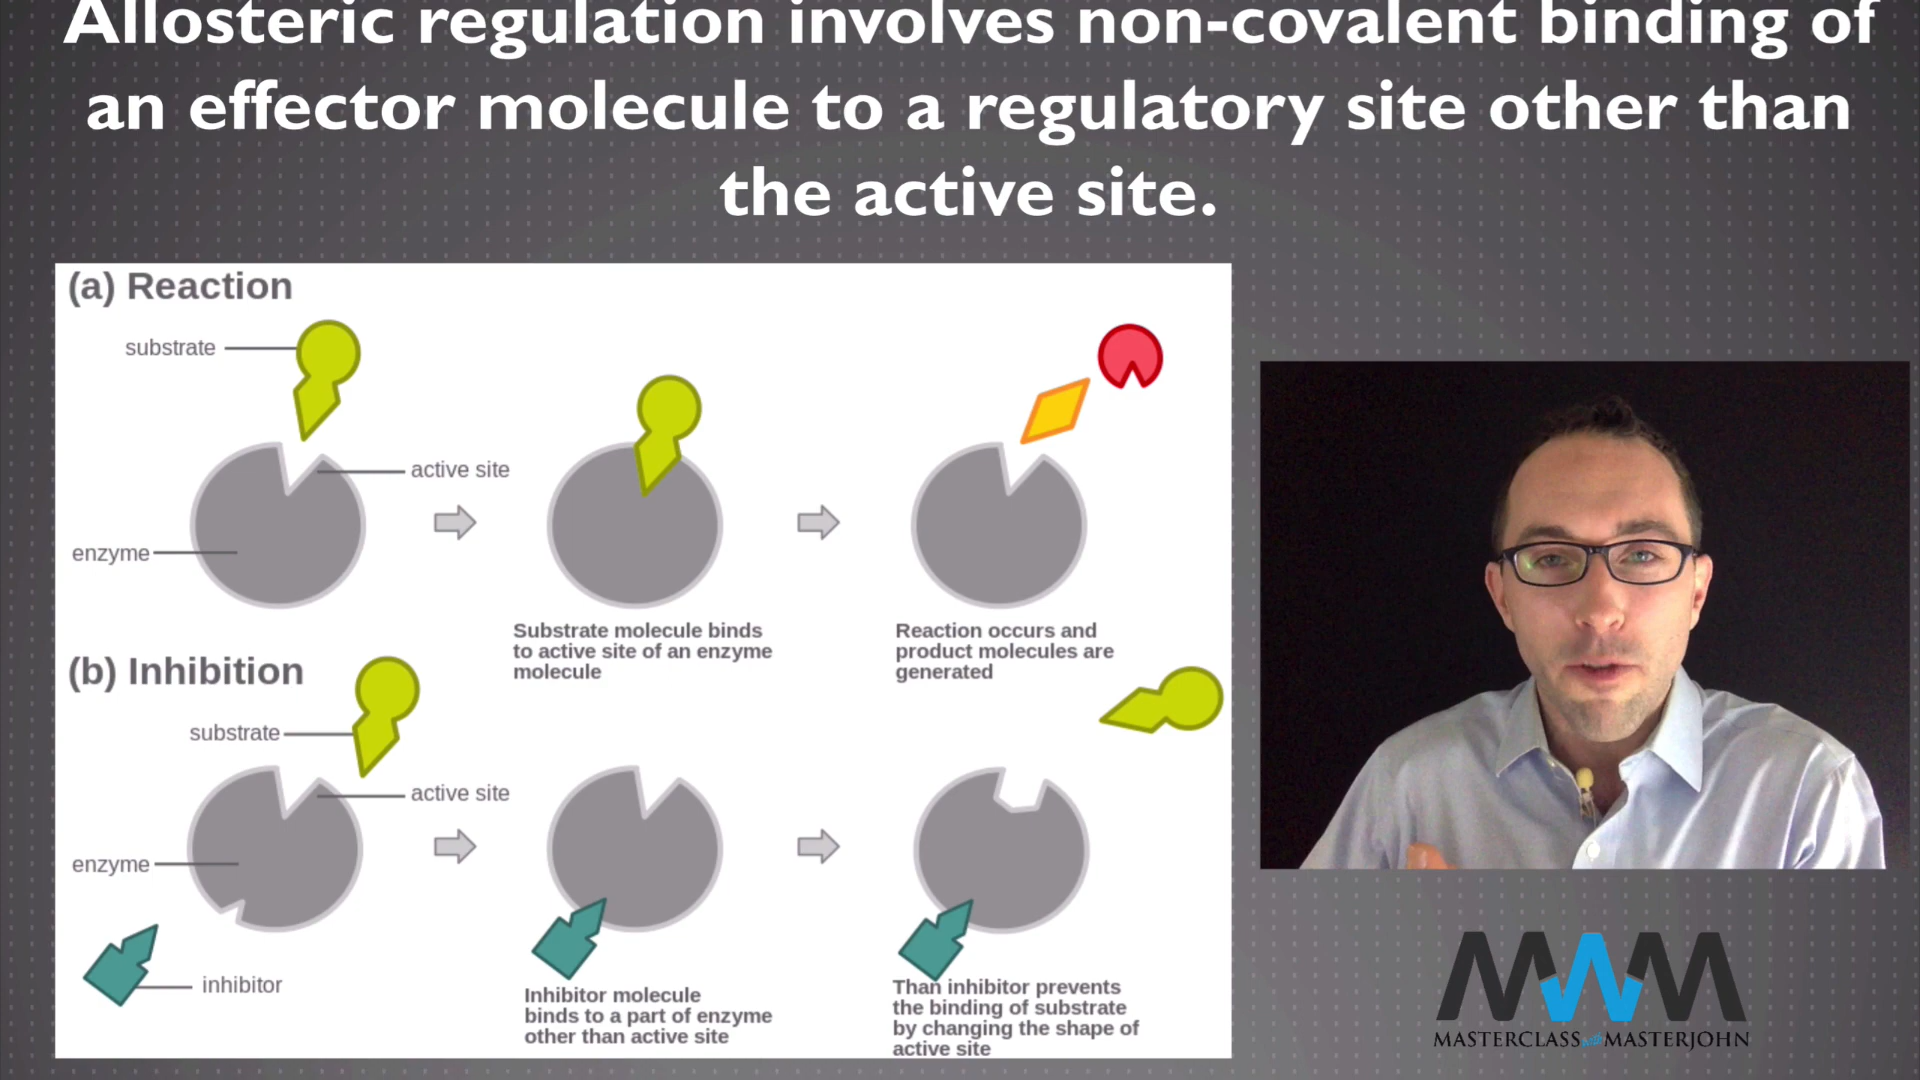 Allosteric regulation involves non-covalent binding of
an effector molecule to a regulatory site other than
the active site.
(a) Reaction
substrate
active site
enzyme
Substrate molecule binds
to active site of an enzyme
molecule
Reaction occurs and
product molecules are
generated
(b) Inhibition
substrate
active site
enzyme
inhibitor
Inhibitor molecule
binds to a part of enzyme
other than active site
Than inhibitor prevents
the binding of substrate
by changing the shape of
active site
MWM
MASTERCLASS with MASTERJOHN